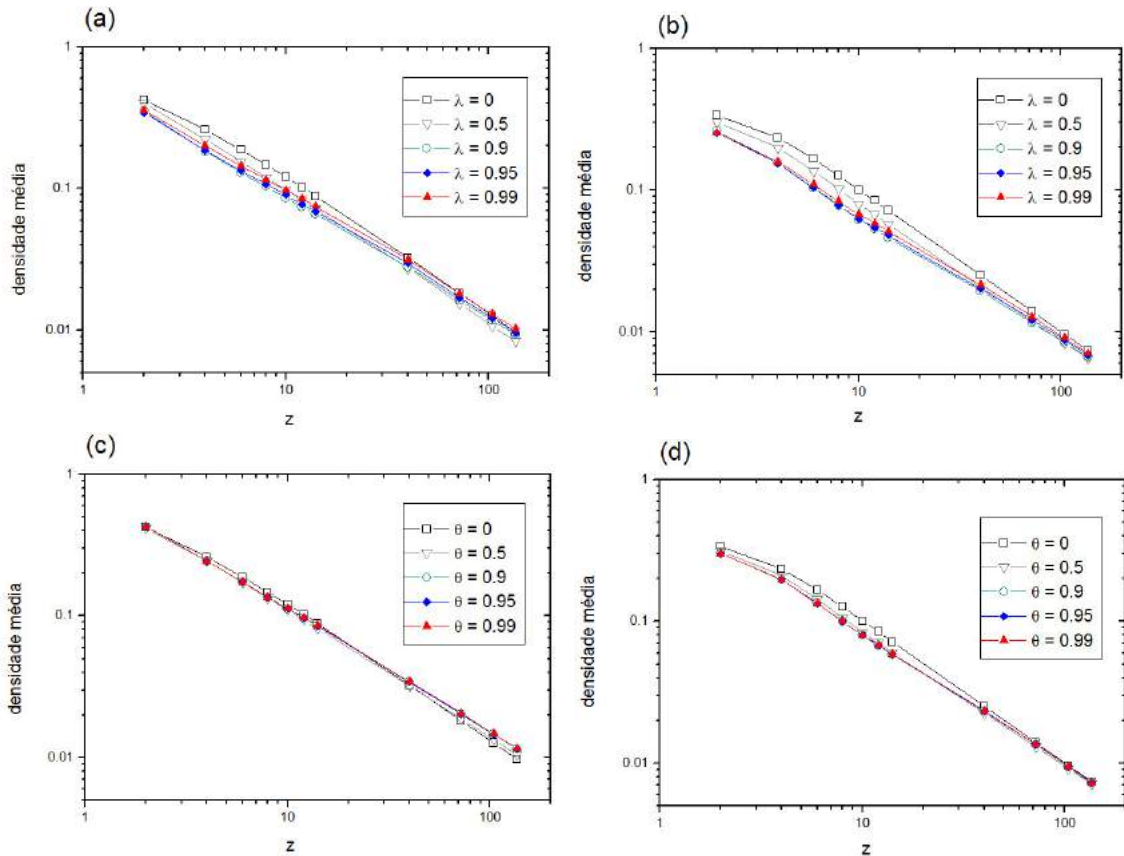 (a)
1
0.1
0.01
densidade média
1
10
100
z
λ = 0
λ = 0.5
λ = 0.9
λ = 0.95
λ = 0.99
(b)
1
0.1
0.01
densidade média
1
10
100
z
λ = 0
λ = 0.5
λ = 0.9
λ = 0.95
λ = 0.99
(c)
1
0.1
0.01
densidade média
1
10
100
z
θ = 0
θ = 0.5
θ = 0.9
θ = 0.95
θ = 0.99
(d)
1
0.1
0.01
densidade média
1
10
100
z
θ = 0
θ = 0.5
θ = 0.9
θ = 0.95
θ = 0.99